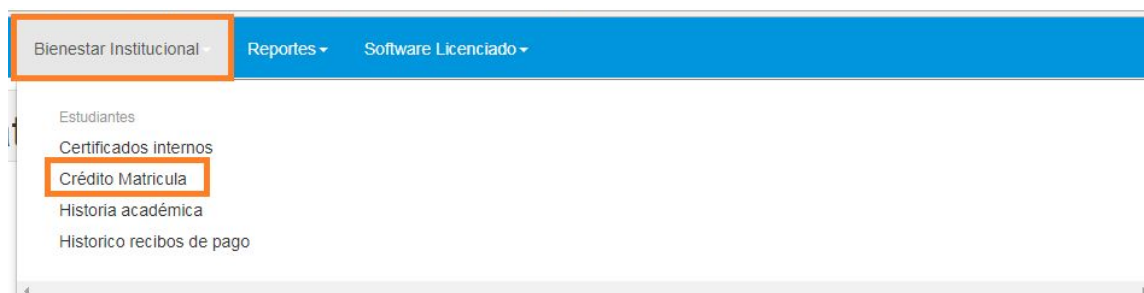 Bienestar Institucional Reportes Software Licenciado
Estudiantes
Certificados internos
Crédito Matricula
Historia académica
Historico recibos de pago